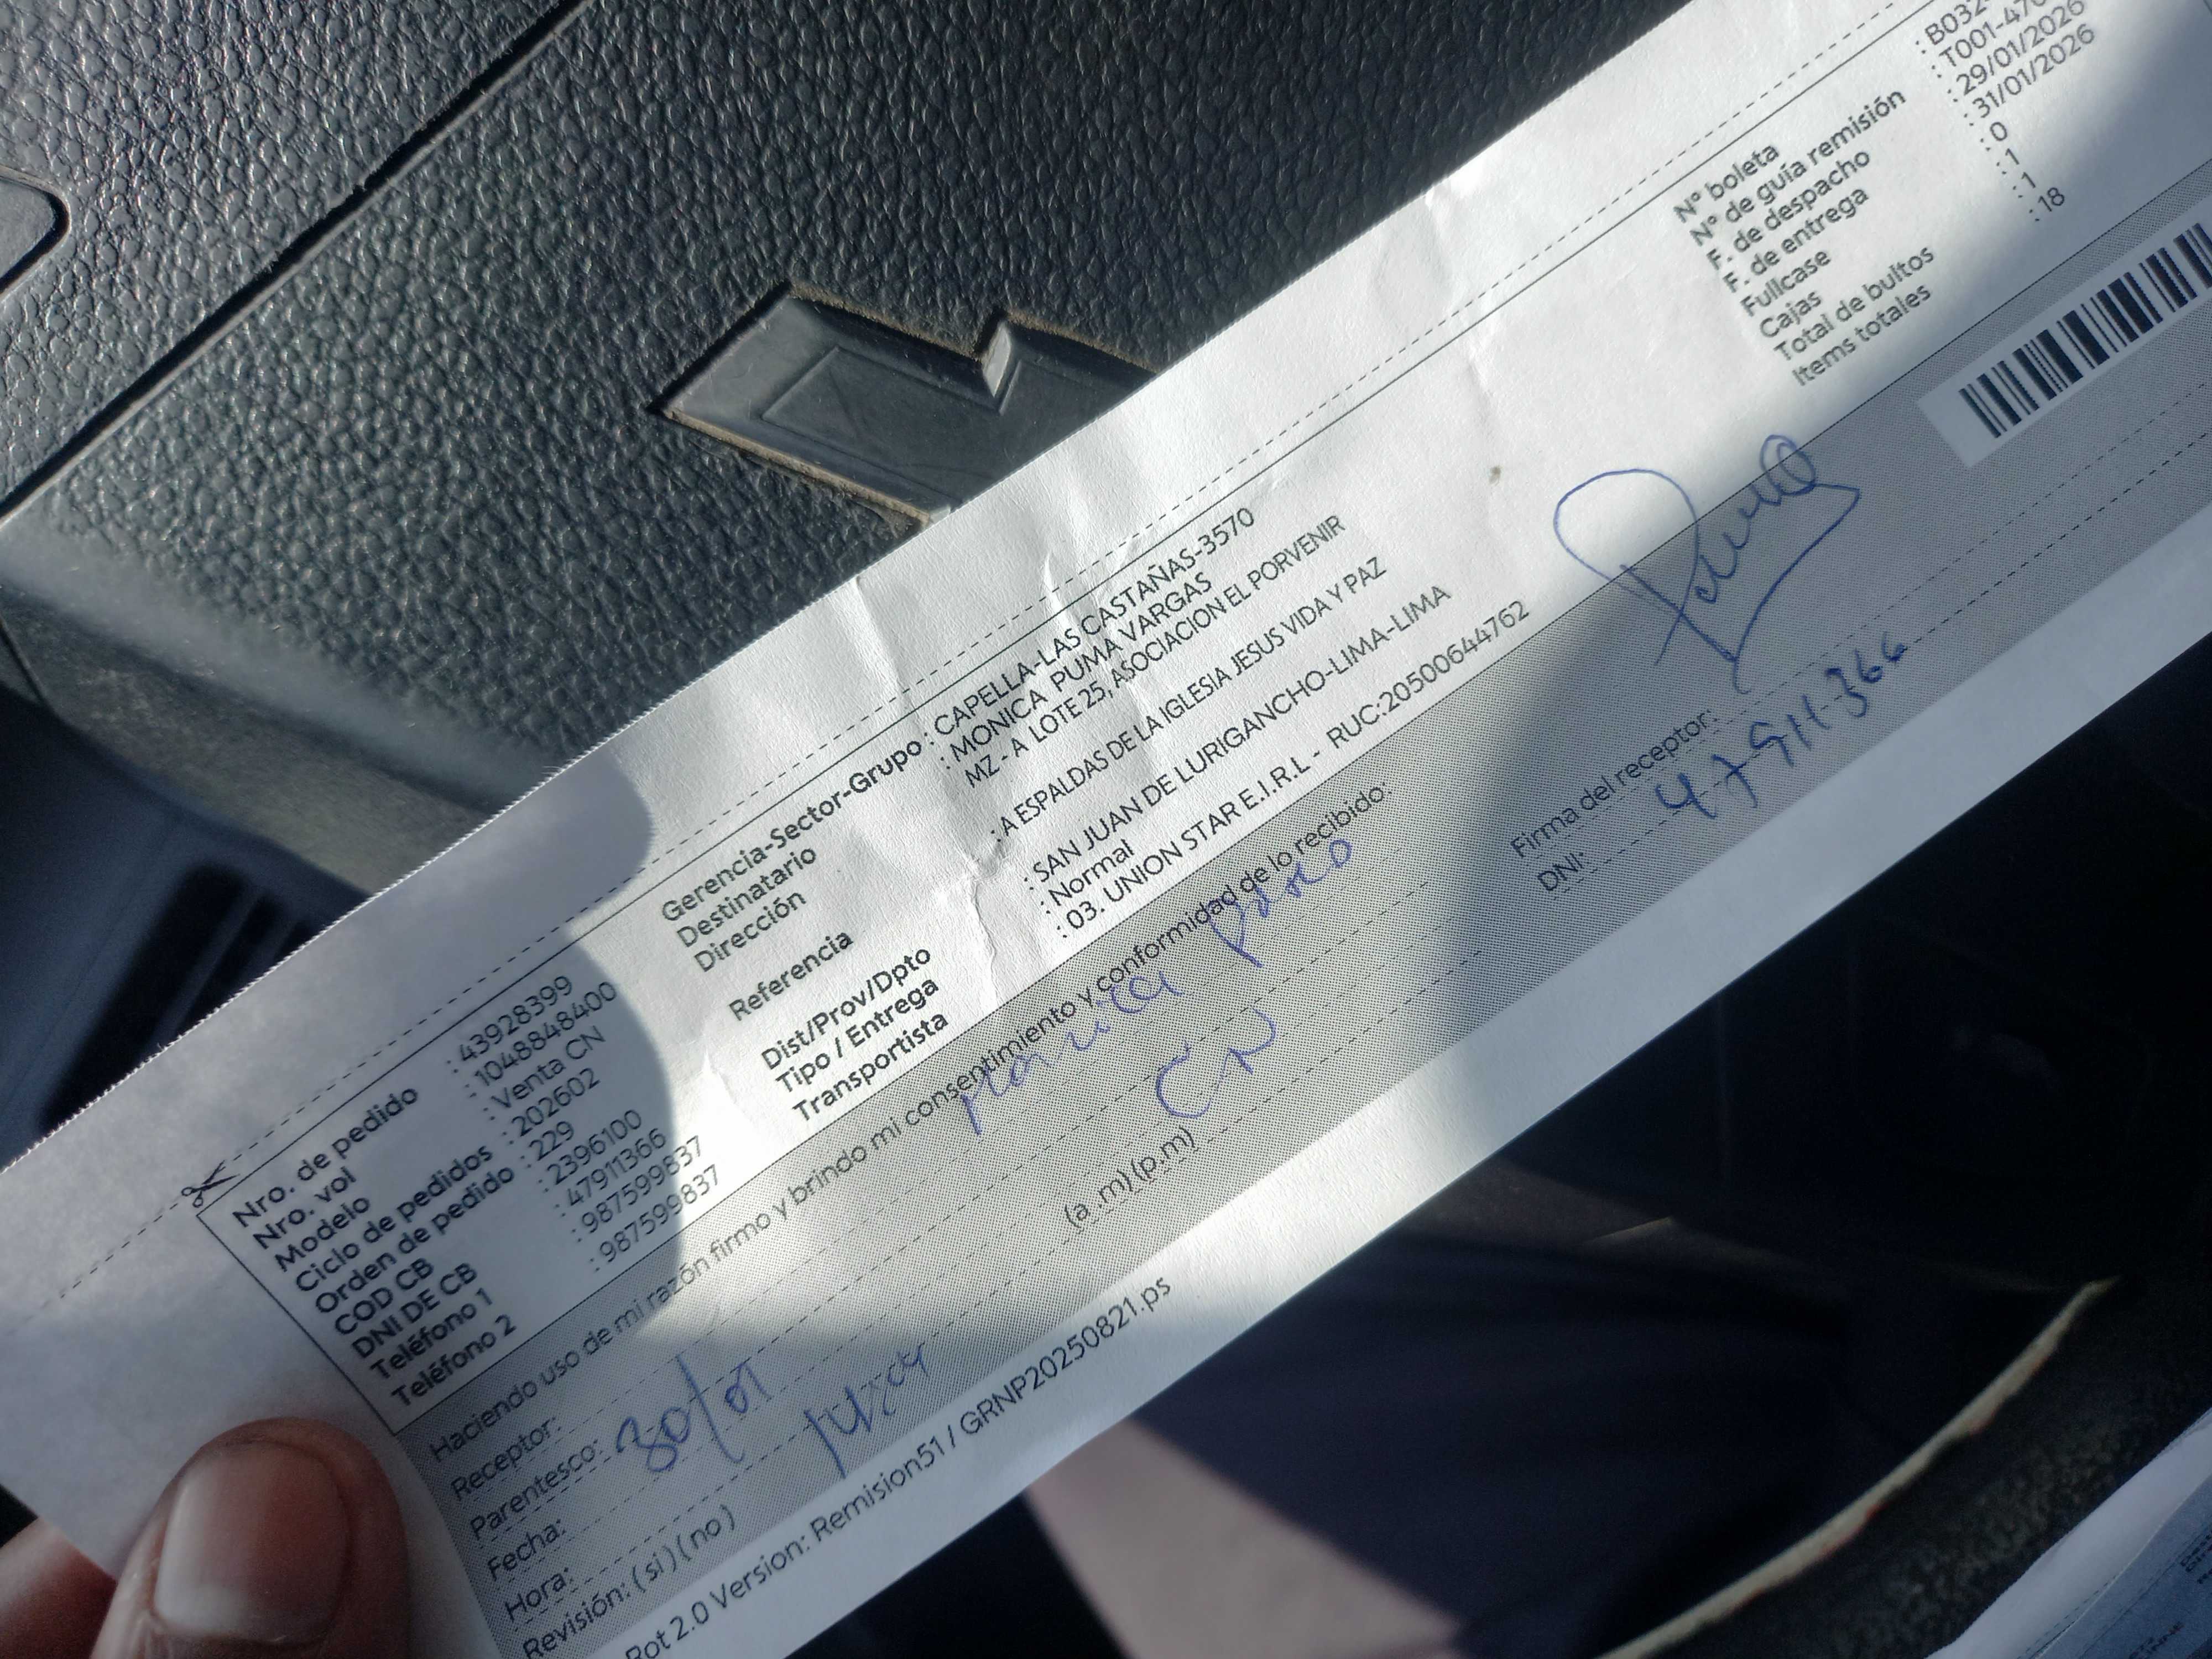 Nro. de pedido : 43928399
Nro. vol : 1048848400
Modelo : Venta CN
Ciclo de pedidos : 202602
Orden de pedido : 229
COD CB : 2396100
DNI DE CB : 47911366
Teléfono 1 : 987599837
Teléfono 2 : 987599837
Gerencia-Sector-Grupo : CAPELLA-LAS CASTAÑAS-3570
Destinatario : MONICA PUMA VARGAS
Dirección MZ - A LOTE 25, ASOCIACION EL PORVENIR
Referencia : A ESPALDAS DE LA IGLESIA JESUS VIDA Y PAZ
Dist/Prov/Dpto : SAN JUAN DE LURIGANCHO-LIMA-LIMA
Tipo / Entrega : Normal
Transportista : 03. UNION STAR E.I.R.L - RUC:20500644762
N° boleta : B032-
N° de guía remisión : T001-470
F. de despacho : 29/01/2026
F. de entrega : 31/01/2026
Fullcase : 0
Cajas : 1
Total de bultos : 1
Items totales : 18
Haciendo uso de mi razón firmo y brindo mi consentimiento y conformidad de lo recibido:
Receptor: Monica
Parentesco: CN
Fecha: 30/01
Hora: 14:04 (a .m) (p.m)
Revisión: ( si ) ( no )
Firma del receptor: Puma
DNI: 47911366
Rot 2.0 Version: Remision51 / GRNP20250821.ps